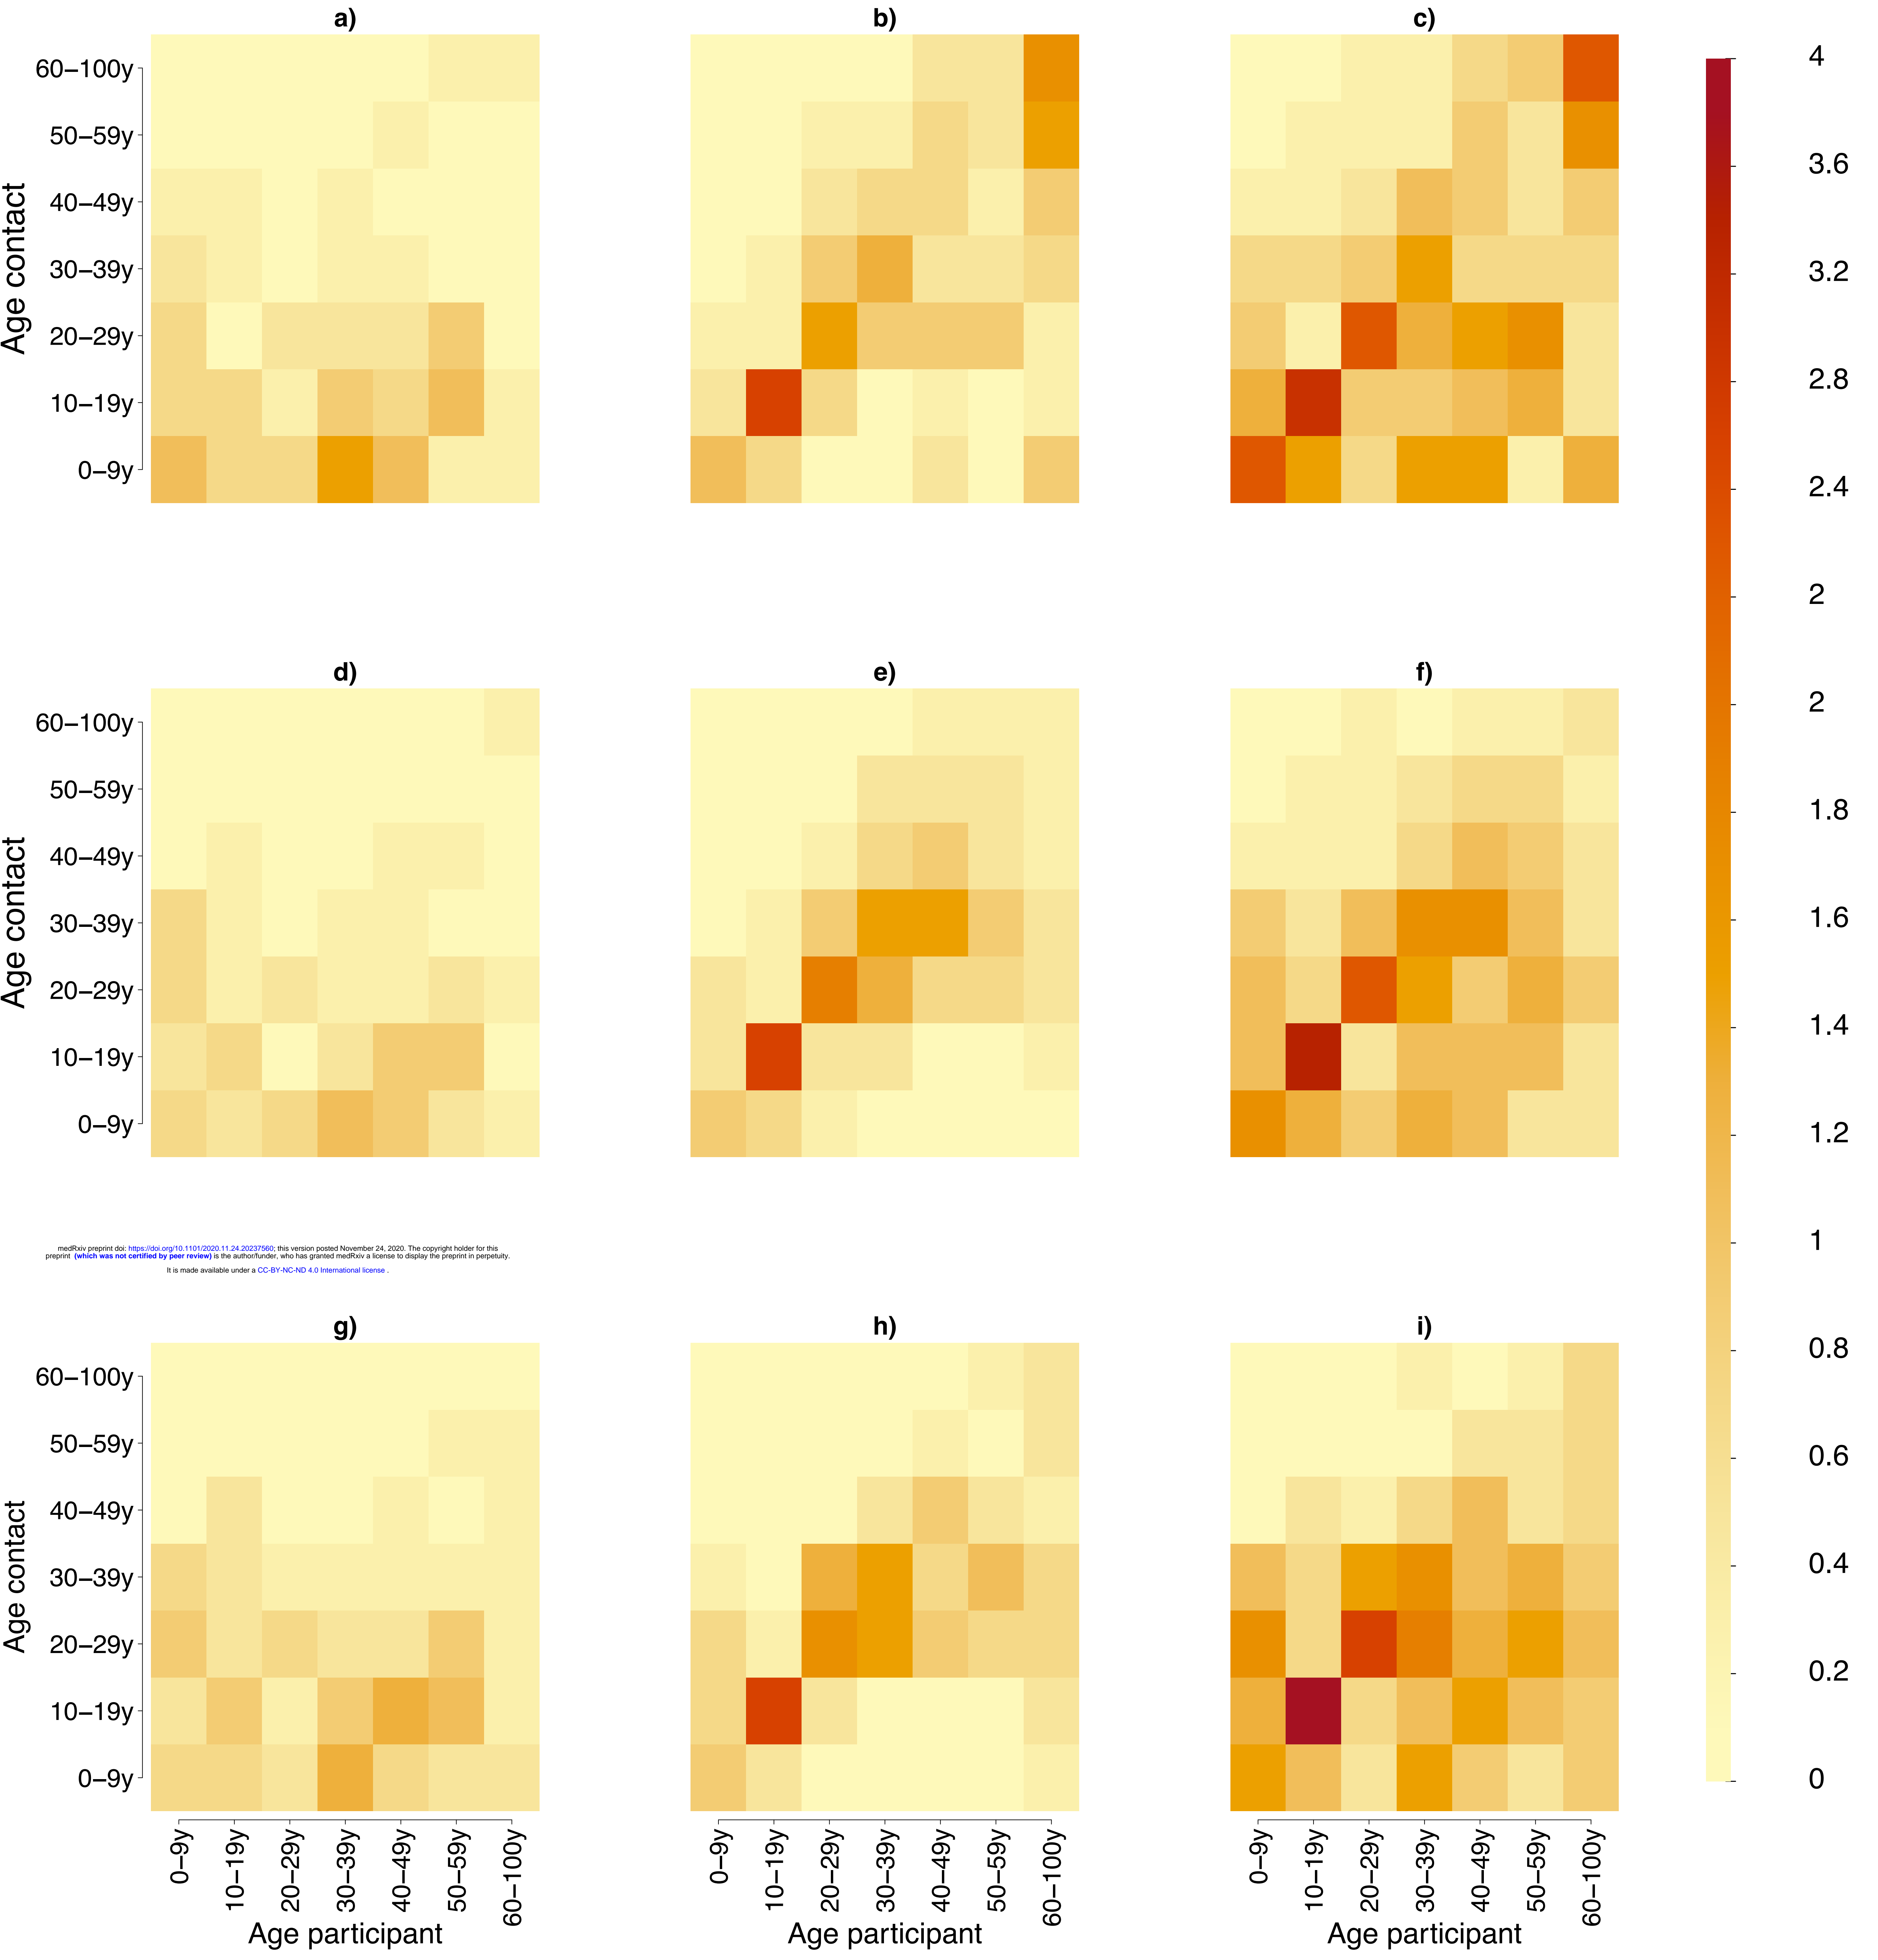 a)
b)
c)
Age contact
60–100y
50–59y
40–49y
30–39y
20–29y
10–19y
0–9y
4
3.6
3.2
2.8
2.4
2
2
1.8
1.6
1.4
1.2
1
0.8
0.6
0.4
0.2
0
d)
e)
f)
Age contact
60–100y
50–59y
40–49y
30–39y
20–29y
10–19y
0–9y
medRxiv preprint doi: https://doi.org/10.1101/2020.11.24.20237560; this version posted November 24, 2020. The copyright holder for this
preprint (which was not certified by peer review) is the author/funder, who has granted medRxiv a license to display the preprint in perpetuity.
It is made available under a CC-BY-NC-ND 4.0 International license .
g)
h)
i)
Age contact
60–100y
50–59y
40–49y
30–39y
20–29y
10–19y
0–9y
0–9y
10–19y
20–29y
30–39y
40–49y
50–59y
60–100y
Age participant
0–9y
10–19y
20–29y
30–39y
40–49y
50–59y
60–100y
Age participant
0–9y
10–19y
20–29y
30–39y
40–49y
50–59y
60–100y
Age participant